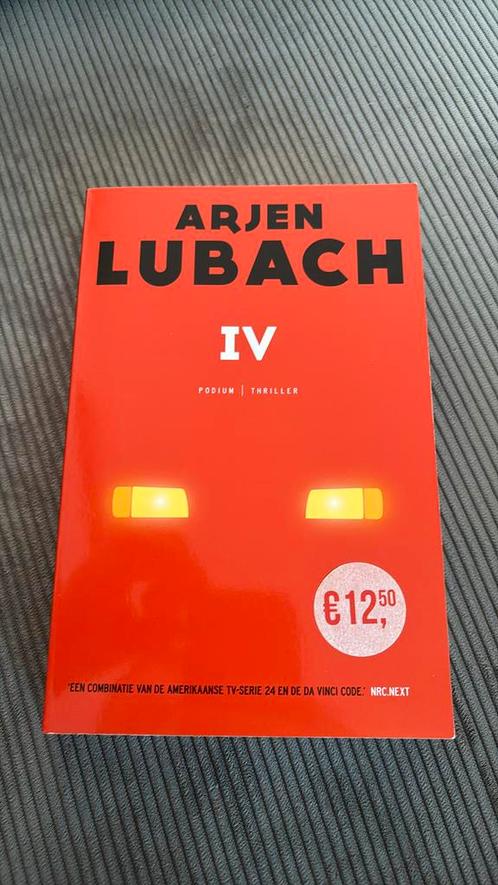 ARJEN
LUBACH
IV
PODIUM | THRILLER
€12,50
'EEN COMBINATIE VAN DE AMERIKAANSE TV-SERIE 24 EN DE DA VINCI CODE.' NRC.NEXT